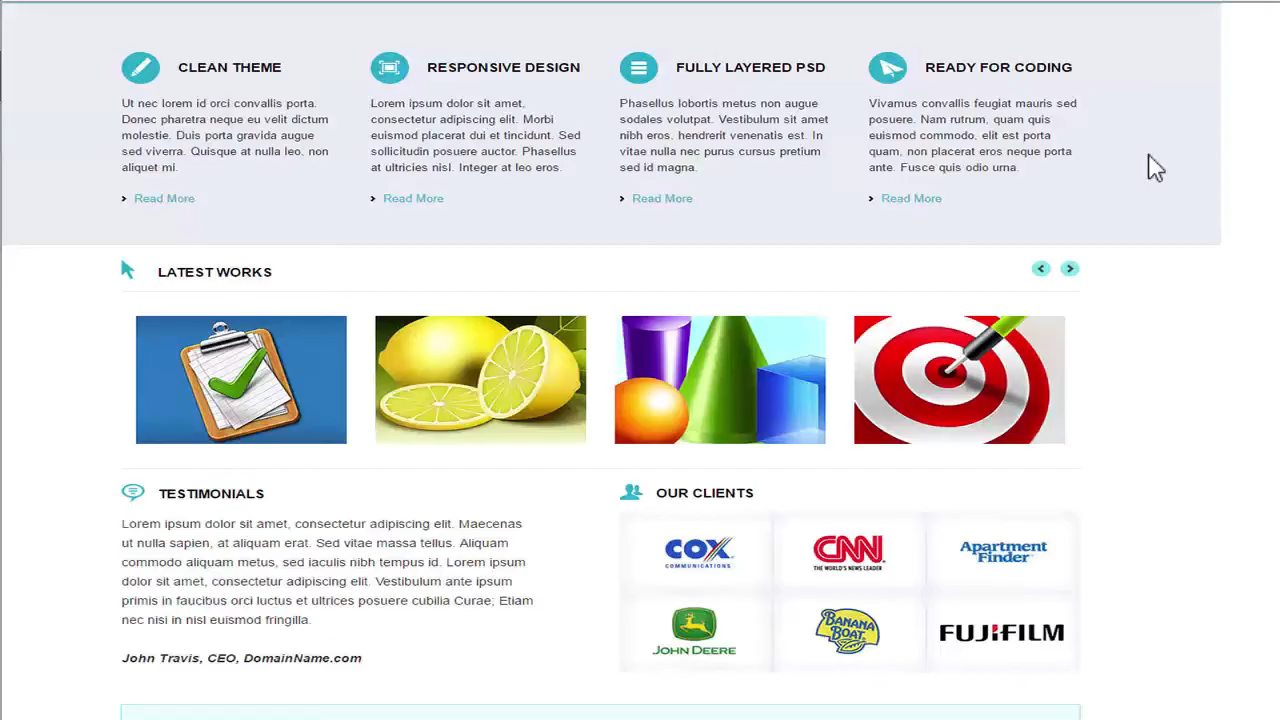 CLEAN THEME
Ut nec lorem id orci convallis porta.
Donec pharetra neque eu velit dictum
molestie. Duis porta gravida augue
sed viverra. Quisque at nulla leo, non
aliquet mi.
Read More
RESPONSIVE DESIGN
Lorem ipsum dolor sit amet,
consectetur adipiscing elit. Morbi
euismod placerat dui et tincidunt. Sed
sollicitudin posuere auctor. Phasellus
at ultricies nisl. Integer at leo eros.
Read More
FULLY LAYERED PSD
Phasellus lobortis metus non augue
sodales volutpat. Vestibulum sit amet
nibh eros, hendrerit venenatis est. In
vitae nulla nec purus cursus pretium
sed id magna.
Read More
READY FOR CODING
Vivamus convallis feugiat mauris sed
posuere. Nam rutrum, quam quis
euismod commodo, elit est porta
quam, non placerat eros neque porta
ante. Fusce quis odio urna.
Read More
LATEST WORKS
TESTIMONIALS
Lorem ipsum dolor sit amet, consectetur adipiscing elit. Maecenas
ut nulla sapien, at aliquam erat. Sed vitae massa tellus. Aliquam
commodo aliquam metus, sed iaculis nibh tempus id. Lorem ipsum
dolor sit amet, consectetur adipiscing elit. Vestibulum ante ipsum
primis in faucibus orci luctus et ultrices posuere cubilia Curae; Etiam
nec nisi in nisl euismod fringilla.
John Travis, CEO, DomainName.com
OUR CLIENTS
COX
COMMUNICATIONS
CNN
THE WORLD'S NEWS LEADER
Apartment
Finder
JOHN DEERE
BANANA
BOAT
FUJIFILM